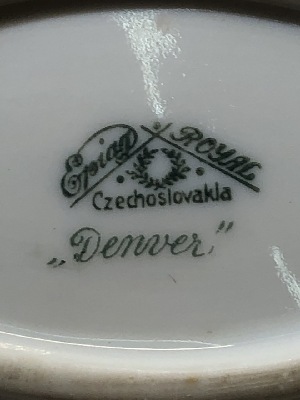 Epiag ROYAL
Czechoslovakia
„Denver."